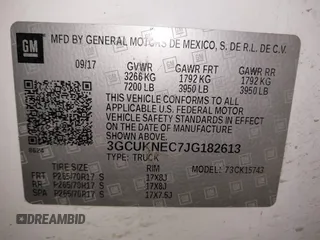 GM
MFD BY GENERAL MOTORS DE MEXICO, S. DE R.L. DE C.V.
09/17 GVWR GAWR FRT GAWR RR
3266 KG 1792 KG 1792 KG
7200 LB 3950 LB 3950 LB
THIS VEHICLE CONFORMS TO ALL
APPLICABLE U.S. FEDERAL MOTOR
VEHICLE SAFETY STANDARDS IN EFFECT
ON THE DATE OF MANUFACTURE
SHOWN ABOVE.
3GCUKNEC7JG182613
TYPE: TRUCK MODEL:
TIRE SIZE RIM
FRT P265/70R17 S 17X8J
RR P265/70R17 S 17X8J
17X7.5J
DREAMBID